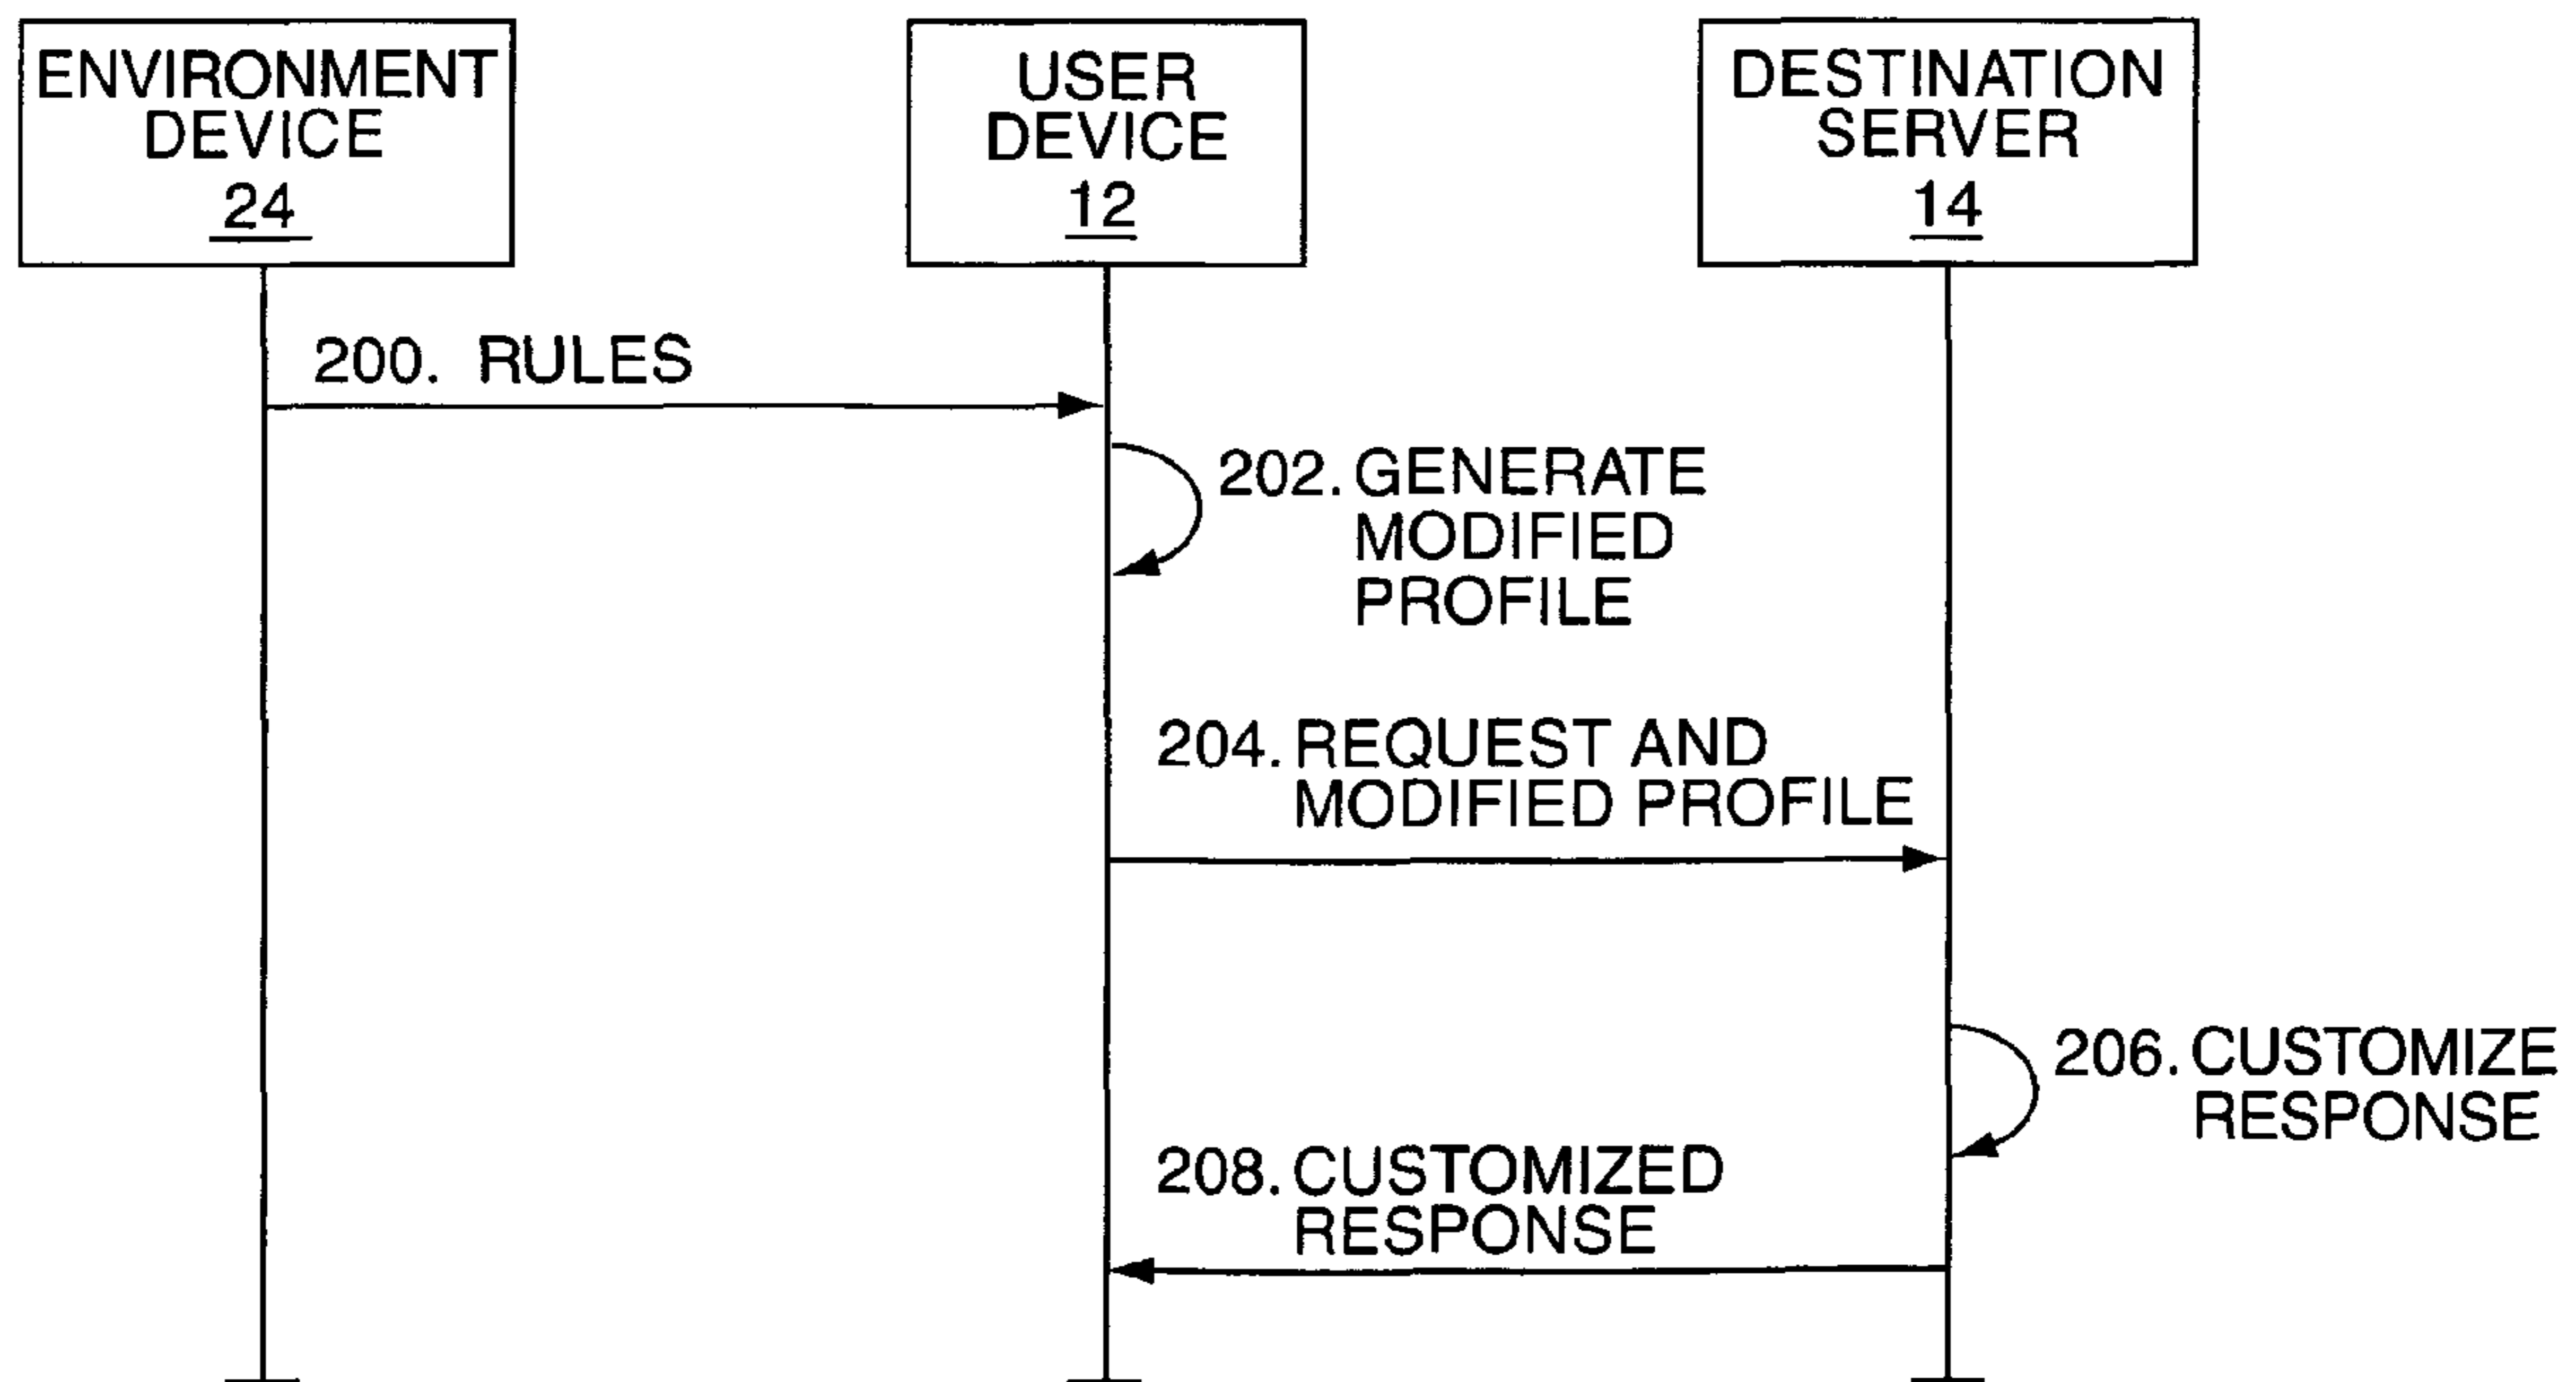 ENVIRONMENT
DEVICE
24
USER
DEVICE
12
DESTINATION
SERVER
14
200. RULES
202. GENERATE
MODIFIED
PROFILE
204. REQUEST AND
MODIFIED PROFILE
206. CUSTOMIZE
RESPONSE
208. CUSTOMIZED
RESPONSE